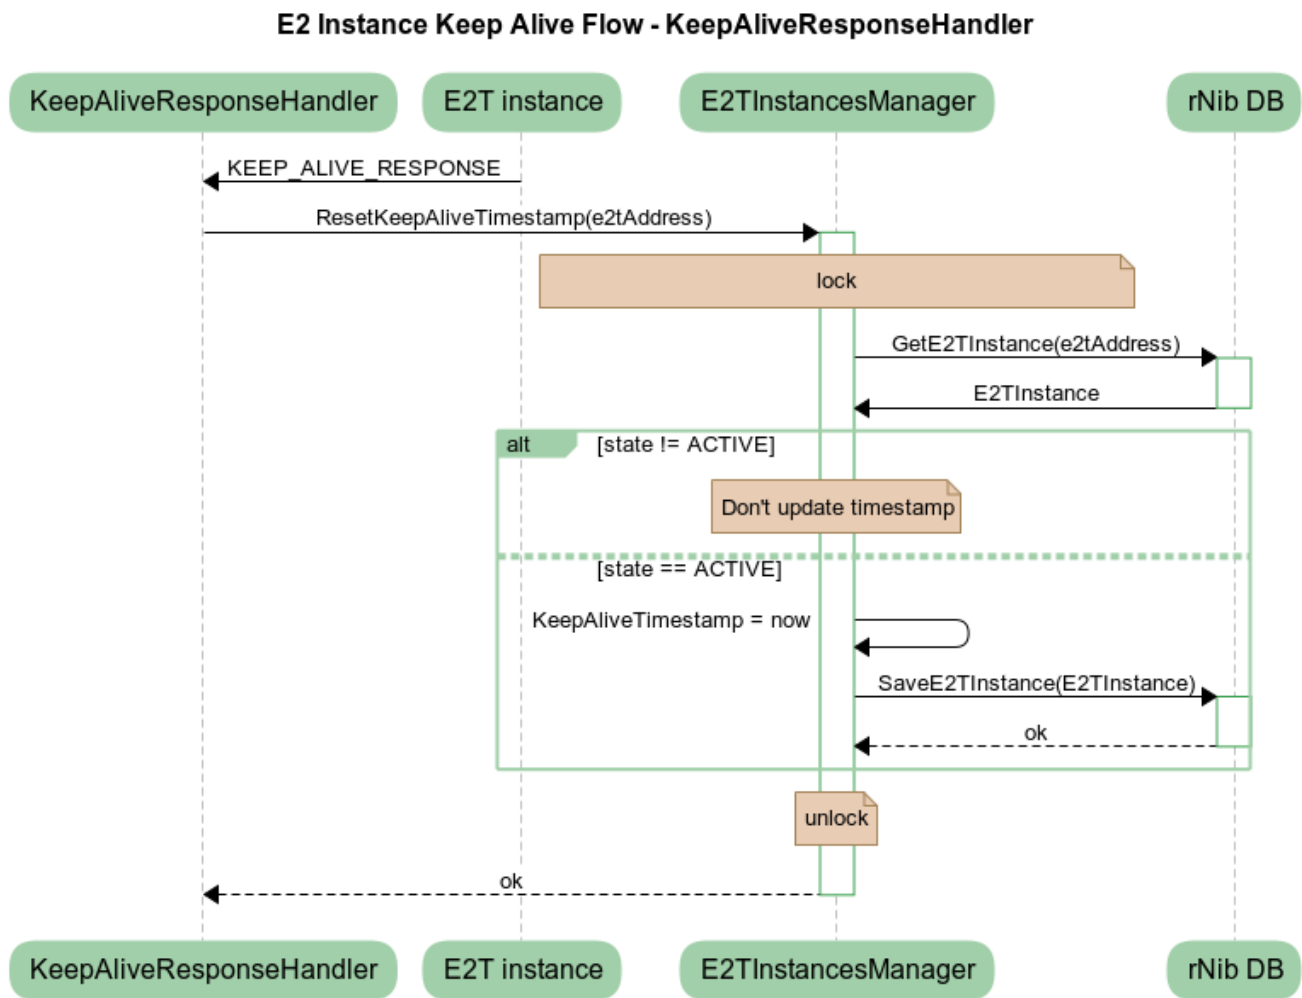 E2 Instance Keep Alive Flow - KeepAliveResponseHandler
KeepAliveResponseHandler
E2T instance
E2TInstancesManager
rNib DB
KEEP_ALIVE_RESPONSE
ResetKeepAliveTimestamp(e2tAddress)
lock
GetE2TInstance(e2tAddress)
E2TInstance
alt
[state != ACTIVE]
Don't update timestamp
[state == ACTIVE]
KeepAliveTimestamp = now
SaveE2TInstance(E2TInstance)
ok
unlock
ok
KeepAliveResponseHandler
E2T instance
E2TInstancesManager
rNib DB